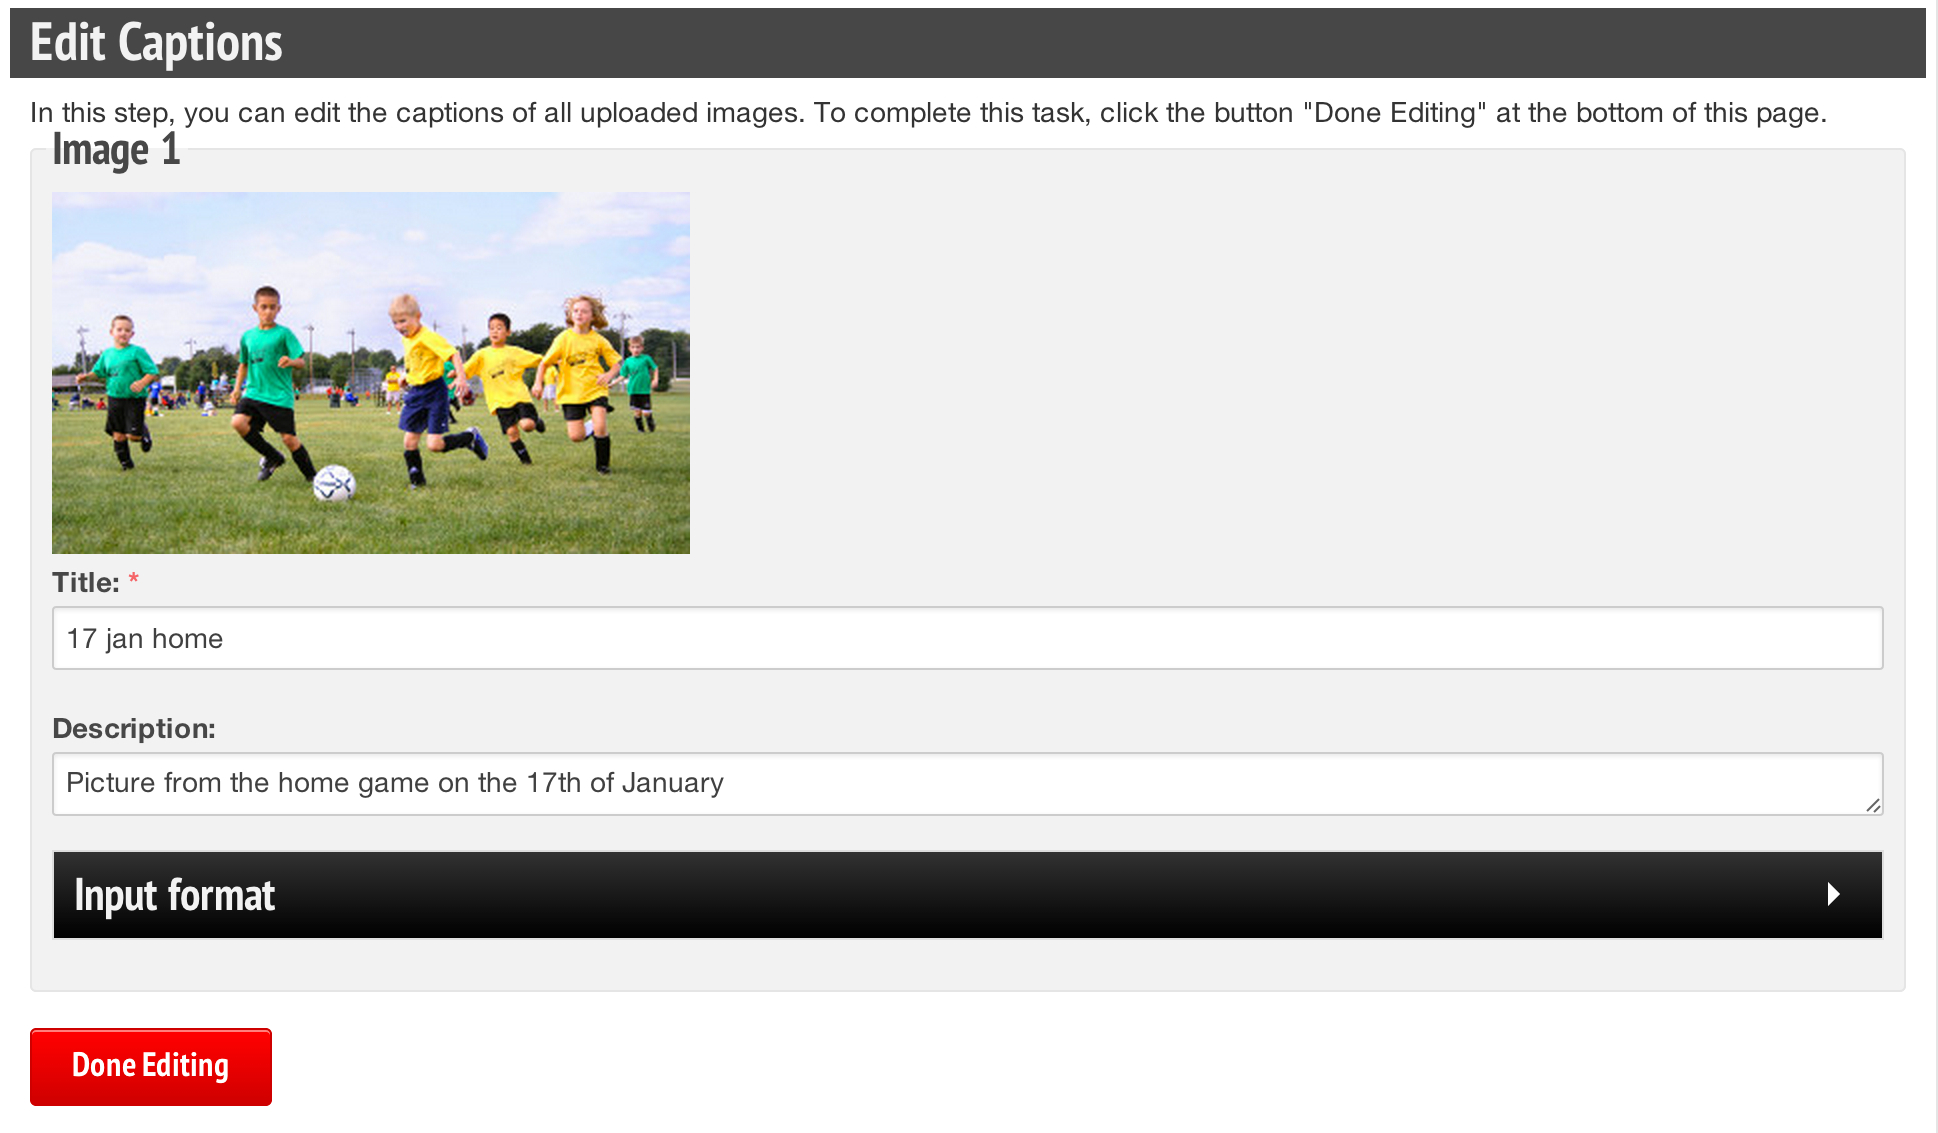 Edit Captions
In this step, you can edit the captions of all uploaded images. To complete this task, click the button "Done Editing" at the bottom of this page.
Image 1
Title: *
17 jan home
Description:
Picture from the home game on the 17th of January
Input format
Done Editing